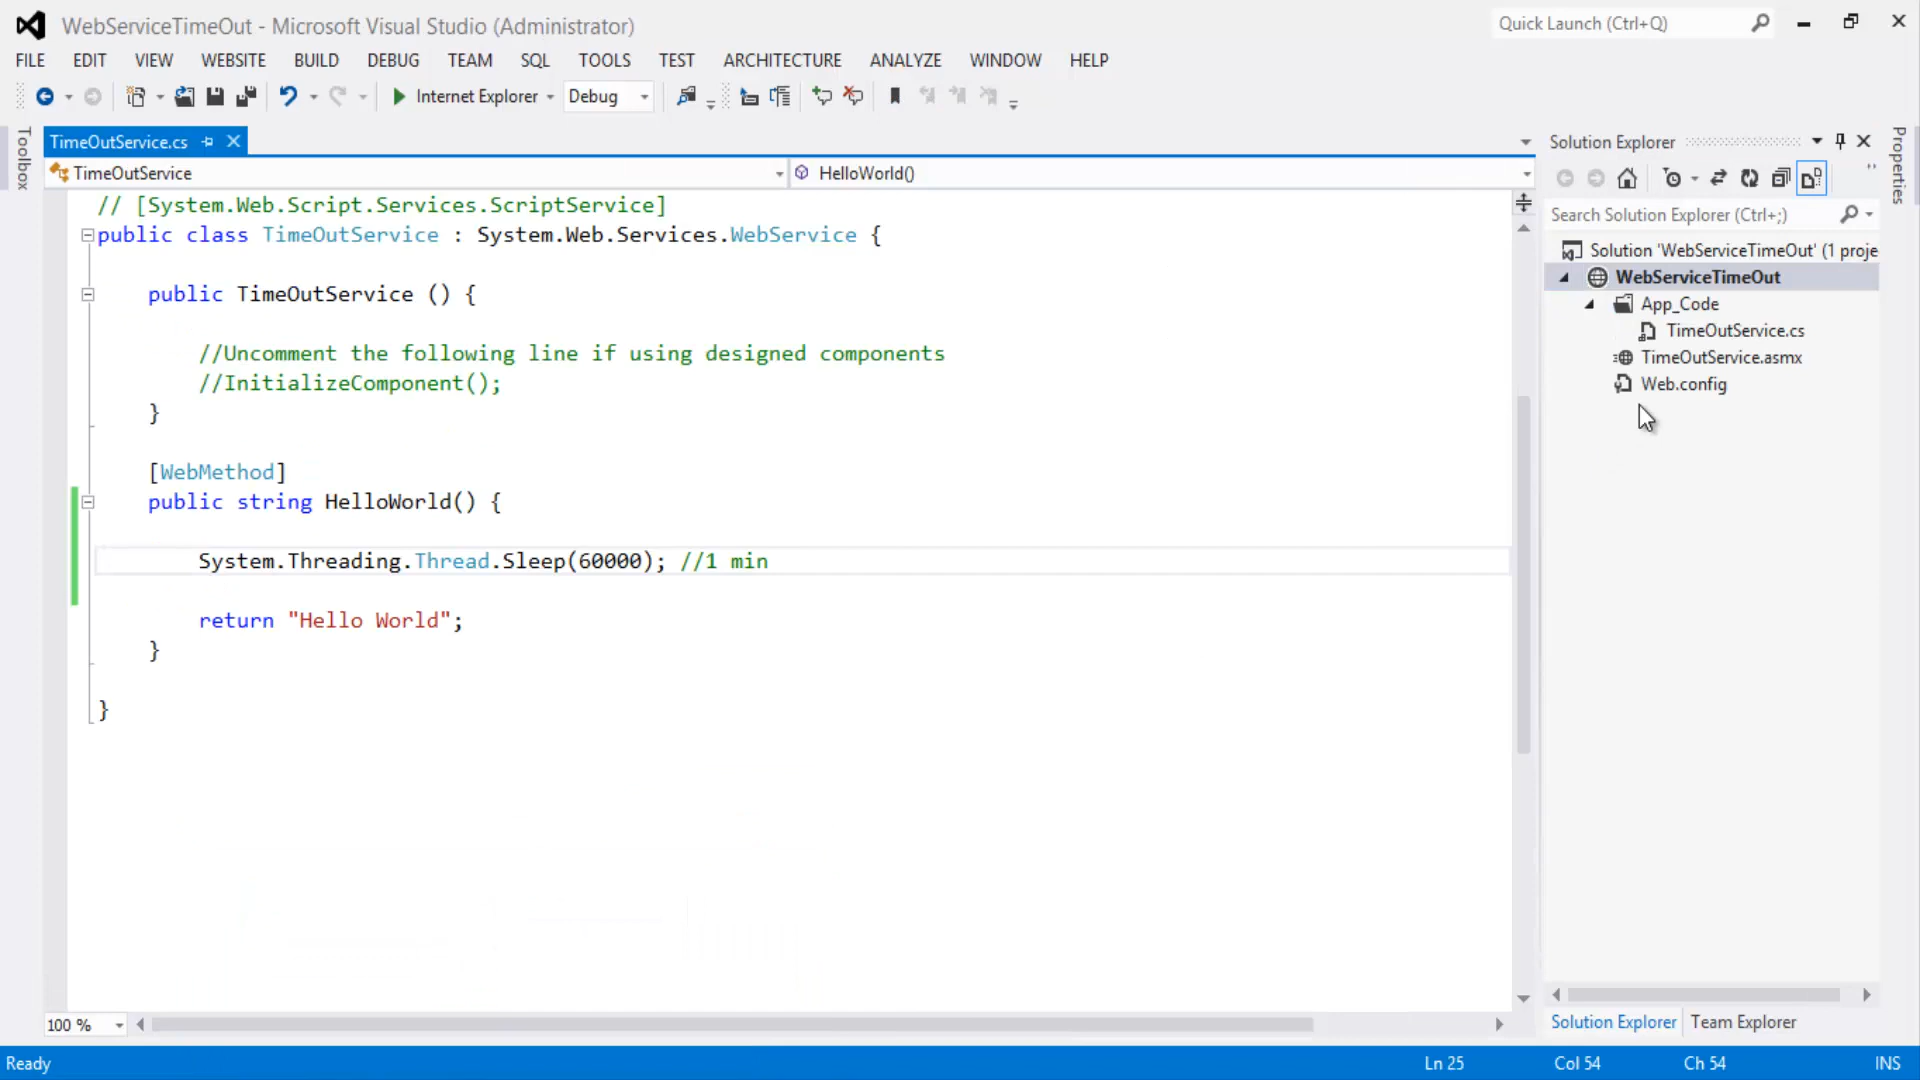 WebServiceTimeOut - Microsoft Visual Studio (Administrator)
Quick Launch (Ctrl+Q)
FILE EDIT VIEW WEBSITE BUILD DEBUG TEAM SQL TOOLS TEST ARCHITECTURE ANALYZE WINDOW HELP
Internet Explorer Debug
Toolbox
TimeOutService.cs
TimeOutService
HelloWorld()
// [System.Web.Script.Services.ScriptService]
public class TimeOutService : System.Web.Services.WebService {
public TimeOutService () {
//Uncomment the following line if using designed components
//InitializeComponent();
}
[WebMethod]
public string HelloWorld() {
System.Threading.Thread.Sleep(60000); //1 min
return "Hello World";
}
}
100 %
Solution Explorer
Search Solution Explorer (Ctrl+;)
Solution 'WebServiceTimeOut' (1 proje
WebServiceTimeOut
App_Code
TimeOutService.cs
TimeOutService.asmx
Web.config
Solution Explorer Team Explorer
Properties
Ready Ln 25 Col 54 Ch 54 INS